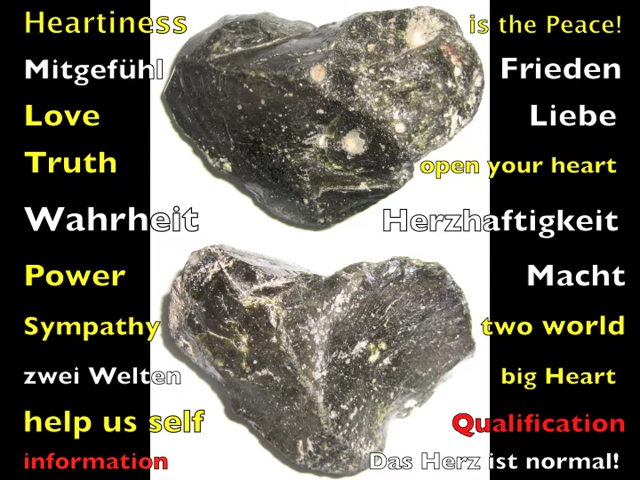 Heartiness is the Peace!
Mitgefühl Frieden
Love Liebe
Truth open your heart
Wahrheit Herzhaftigkeit
Power Macht
Sympathy two world
zwei Welten big Heart
help us self Qualification
information Das Herz ist normal!